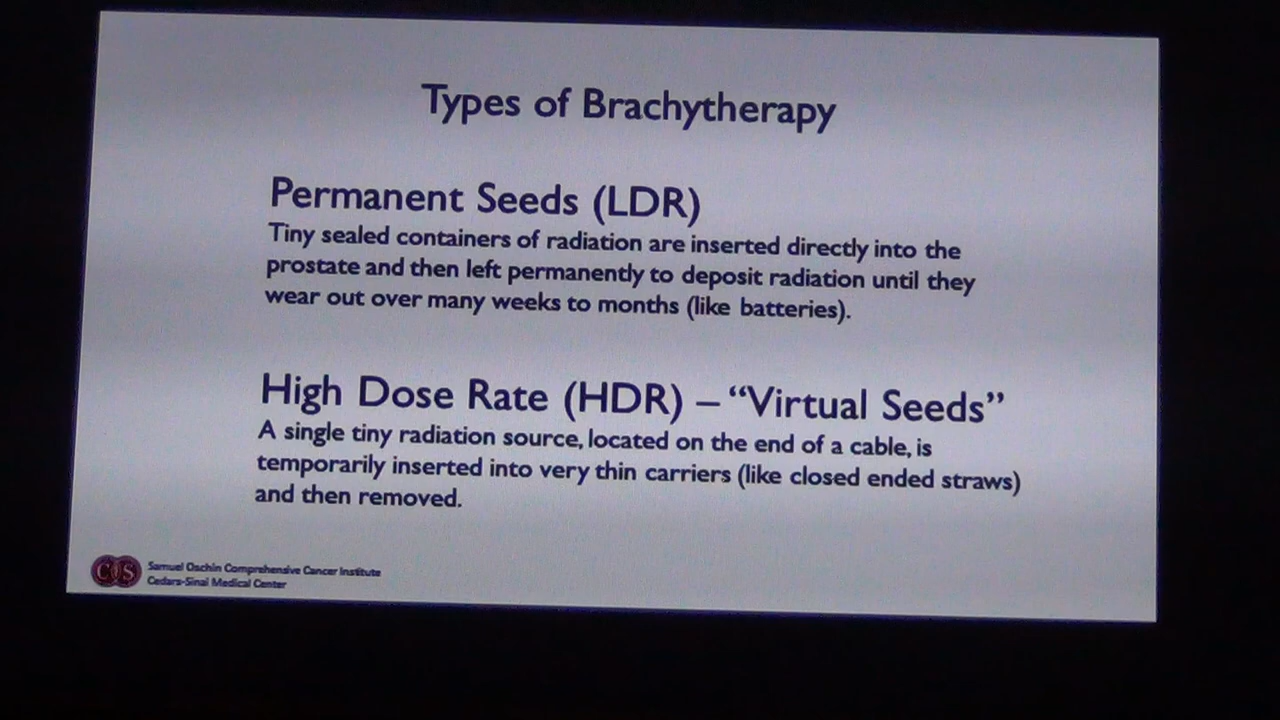 Types of Brachytherapy
Permanent Seeds (LDR)
Tiny sealed containers of radiation are inserted directly into the
prostate and then left permanently to deposit radiation until they
wear out over many weeks to months (like batteries).
High Dose Rate (HDR) – “Virtual Seeds”
A single tiny radiation source, located on the end of a cable, is
temporarily inserted into very thin carriers (like closed ended straws)
and then removed.
Samuel Oschin Comprehensive Cancer Institute
Cedars-Sinai Medical Center